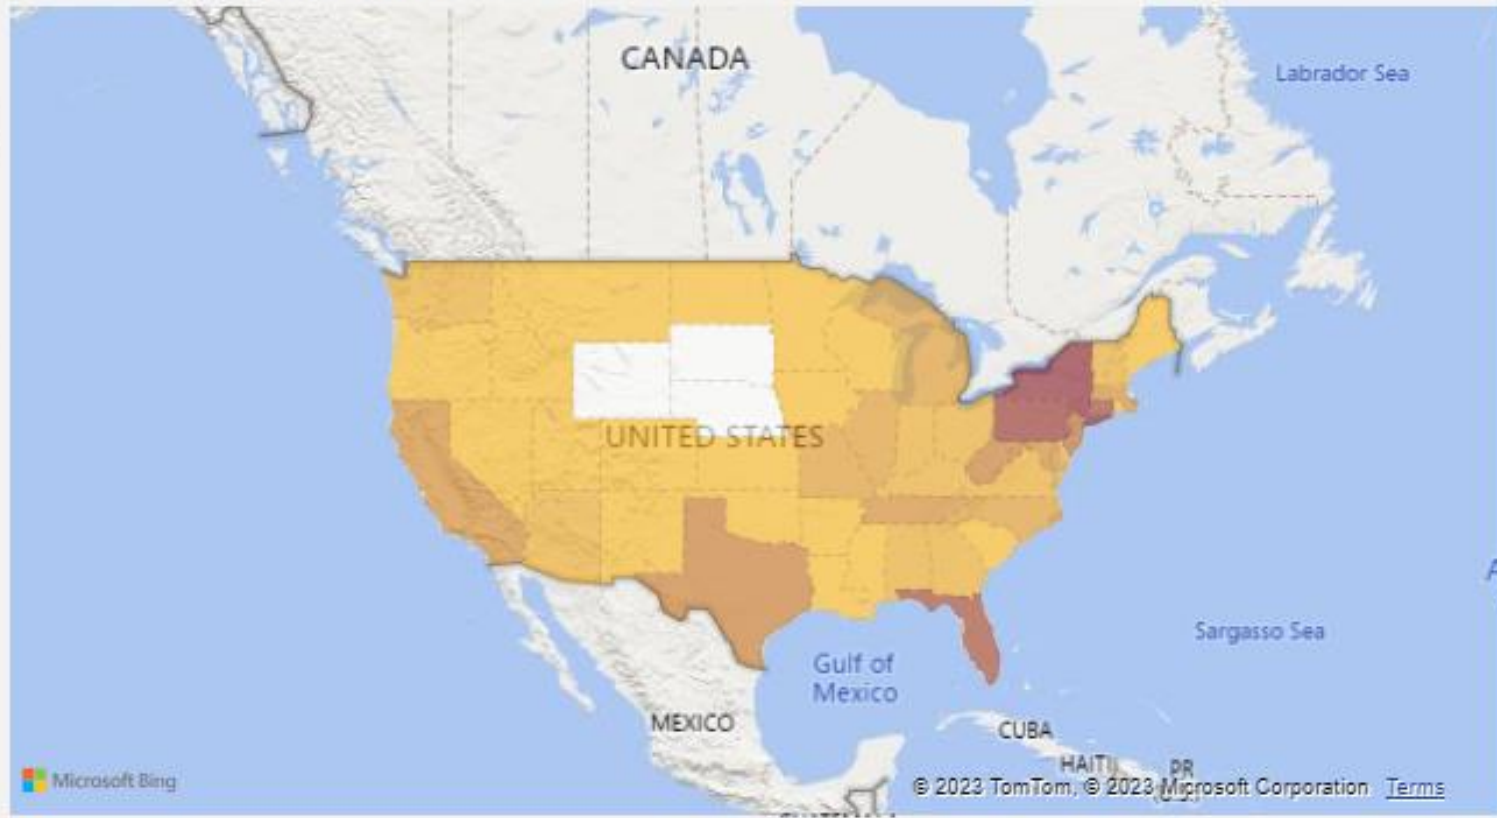 CANADA
Labrador Sea
UNITED STATES
Sargasso Sea
Gulf of
Mexico
MEXICO
CUBA
HAITI
PR
Microsoft Bing
© 2023 TomTom, © 2023 Microsoft Corporation Terms